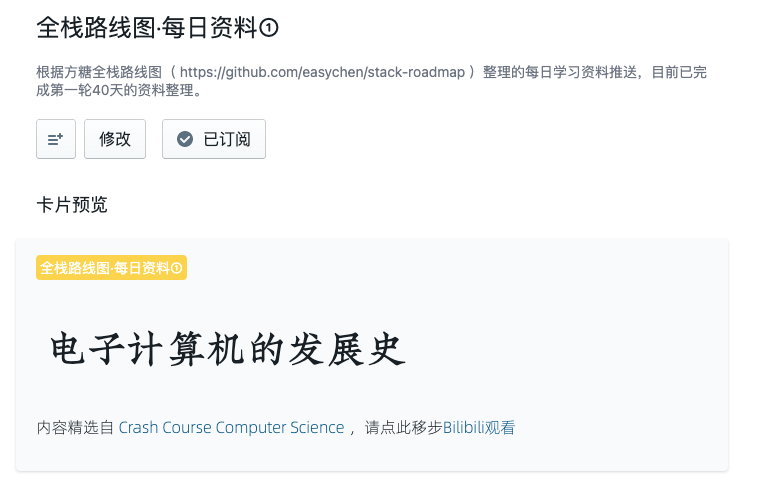 全栈路线图·每日资料①
根据方糖全栈路线图（ https://github.com/easychen/stack-roadmap ）整理的每日学习资料推送，目前已完
成第一轮40天的资料整理。
修改
已订阅
卡片预览
全栈路线图·每日资料①
电子计算机的发展史
内容精选自 Crash Course Computer Science ，请点此移步Bilibili观看